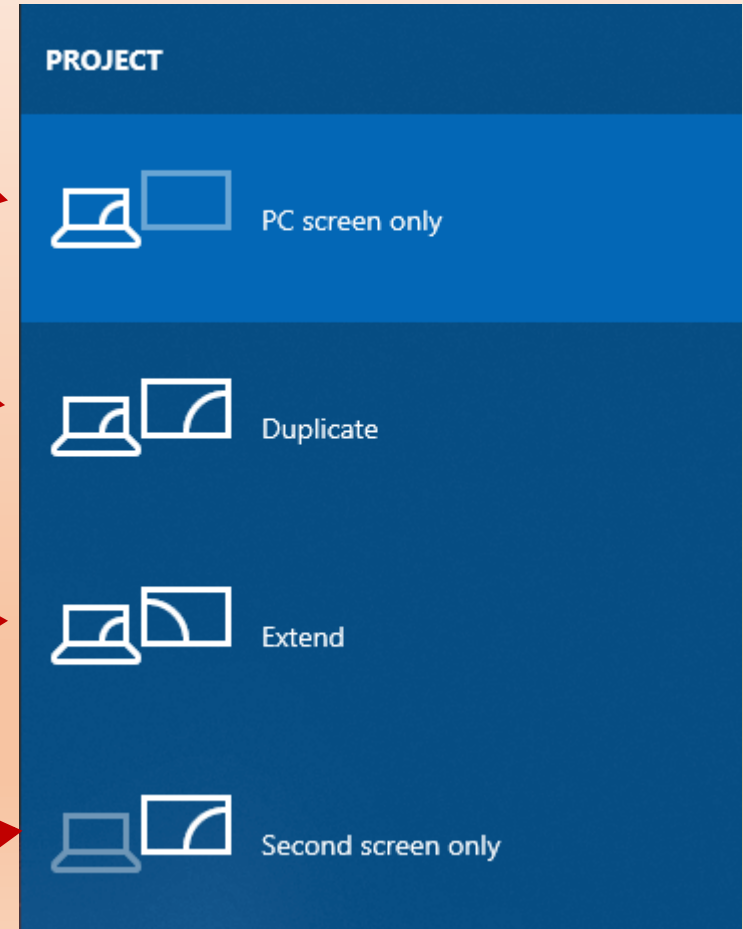 PROJECT
PC screen only
Duplicate
Extend
Second screen only